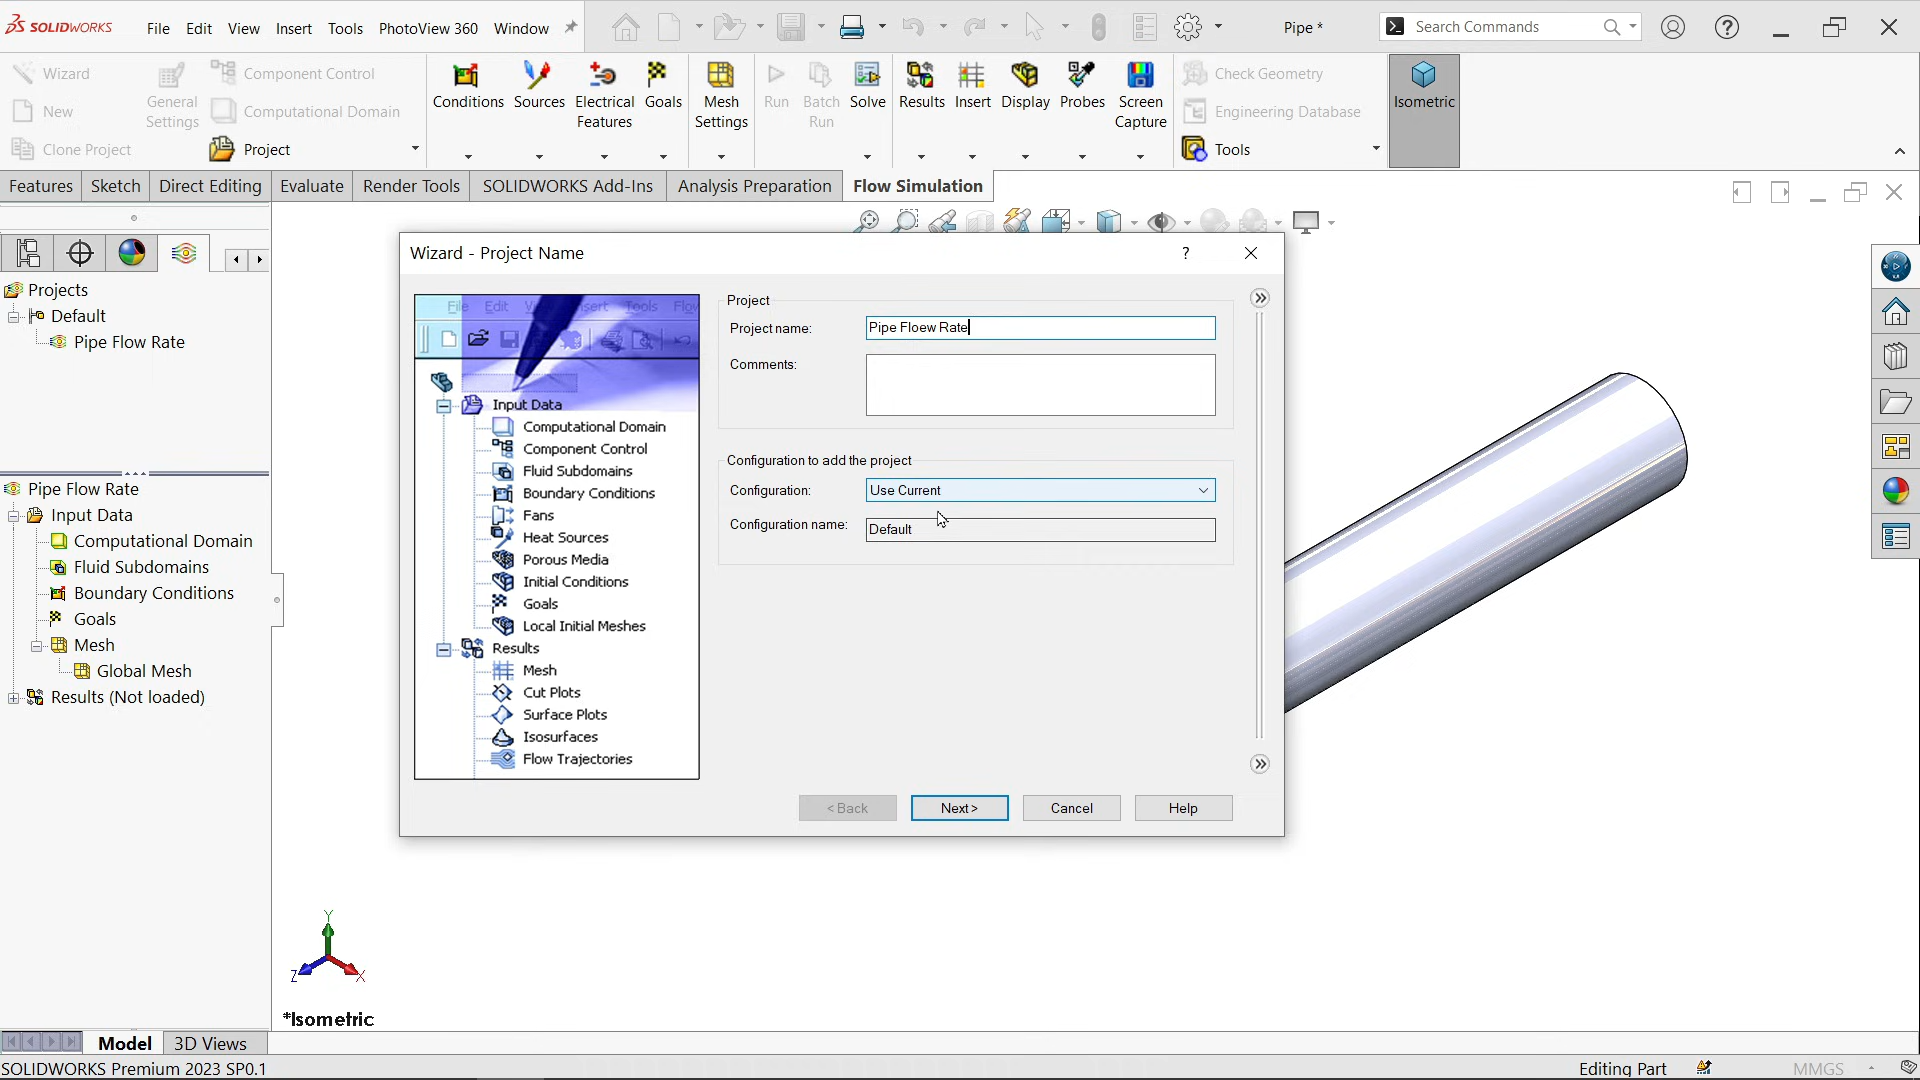 SOLIDWORKS
File Edit View Insert Tools PhotoView 360 Window
Pipe *
Search Commands
Wizard
New
Clone Project
General Settings
Component Control
Computational Domain
Project
Conditions
Sources
Electrical Features
Goals
Mesh Settings
Run
Batch Run
Solve
Results
Insert
Display
Probes
Screen Capture
Check Geometry
Engineering Database
Tools
Isometric
Features Sketch Direct Editing Evaluate Render Tools SOLIDWORKS Add-Ins Analysis Preparation Flow Simulation
Projects
Default
Pipe Flow Rate
Pipe Flow Rate
Input Data
Computational Domain
Fluid Subdomains
Boundary Conditions
Goals
Mesh
Global Mesh
Results (Not loaded)
Wizard - Project Name
?
File Edit View Insert Tools Flow
Input Data
Computational Domain
Component Control
Fluid Subdomains
Boundary Conditions
Fans
Heat Sources
Porous Media
Initial Conditions
Goals
Local Initial Meshes
Results
Mesh
Cut Plots
Surface Plots
Isosurfaces
Flow Trajectories
Project
Project name: Pipe Floew Rate
Comments:
Configuration to add the project
Configuration: Use Current
Configuration name: Default
< Back Next > Cancel Help
Y
Z
X
*Isometric
Model 3D Views
SOLIDWORKS Premium 2023 SP0.1
Editing Part
MMGS